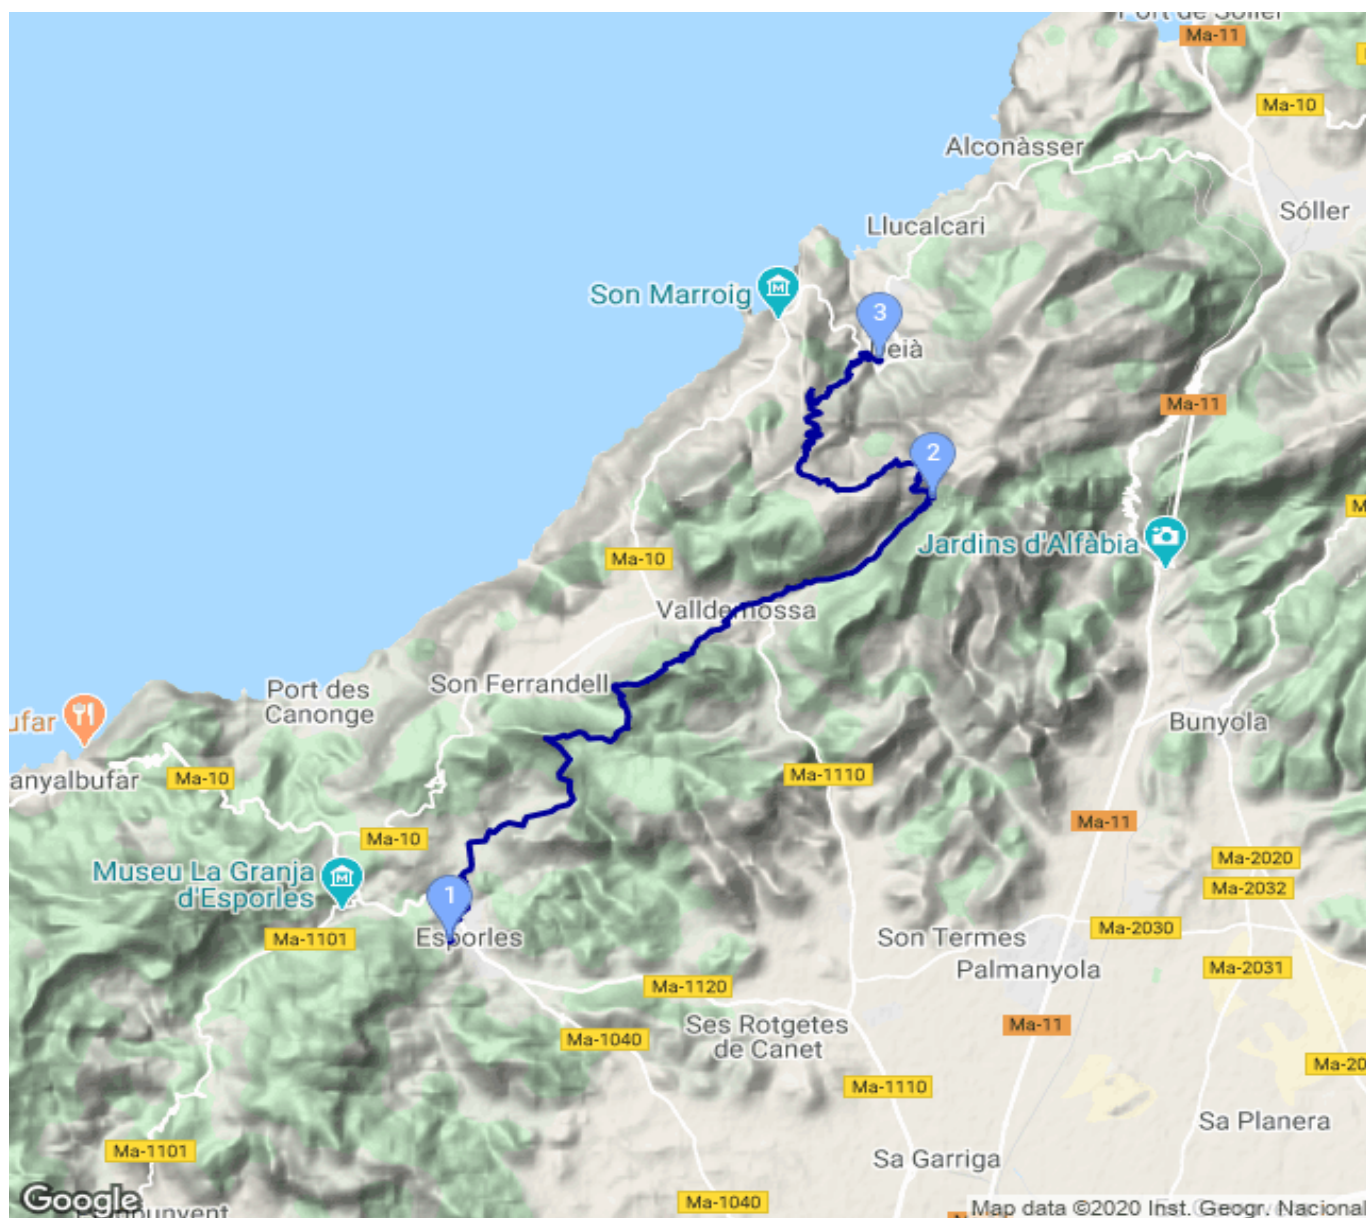 Port de Sóller
Ma-11
Ma-10
Alconàsser
Sóller
Llucalcari
Son Marroig
3
Deià
Ma-11
2
Jardins d'Alfàbia
Ma-10
Valldemossa
Son Ferrandell
Port des
Canonge
ufar
anyalbufar
Bunyola
Ma-10
Ma-1110
Ma-11
Ma-10
Ma-2020
Museu La Granja
d'Esporles
Ma-2032
1
Esporles
Ma-1101
Son Termes
Ma-2030
Palmanyola
Ma-2031
Ma-1120
Ses Rotgetes
de Canet
Ma-11
Ma-1040
Ma-20
Ma-1110
Sa Planera
Ma-1101
Sa Garriga
Ma-1040
Google
Map data ©2020 Inst. Geogr. Nacional